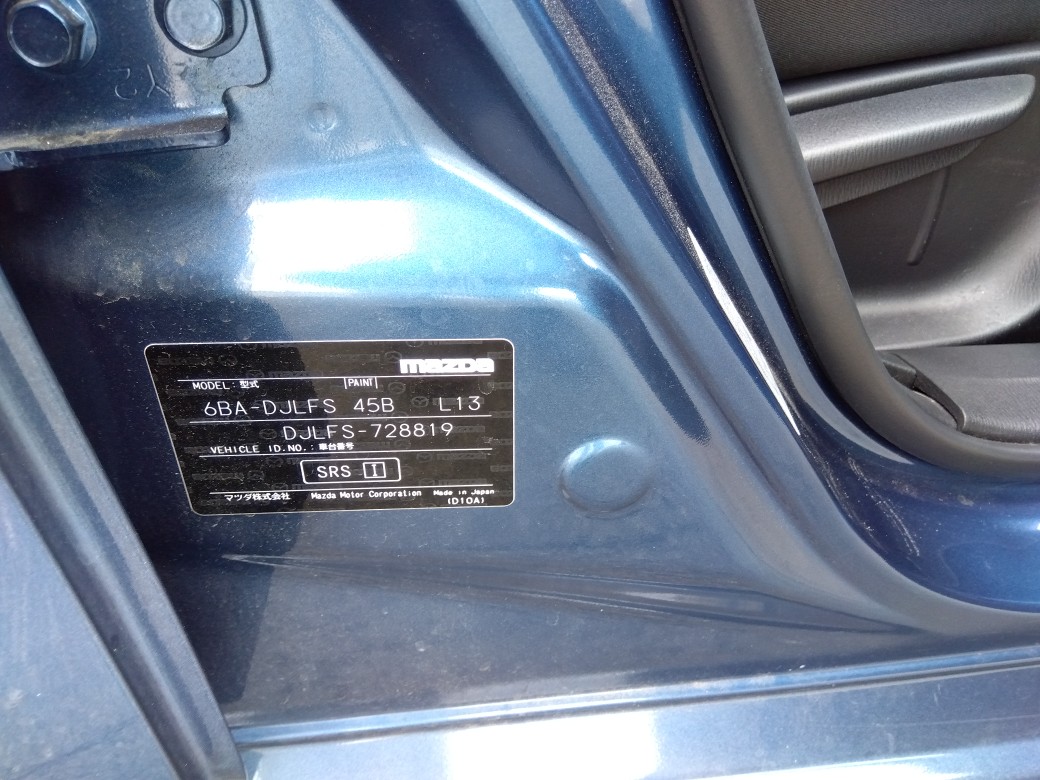 Y2
mazda
MODEL: 型式 PAINT
6BA-DJLFS 45B L13
DJLFS-728819
VEHICLE ID.NO.: 車台番号
SRS I
マツダ株式会社 Mazda Motor Corporation Made in Japan
(D10A)